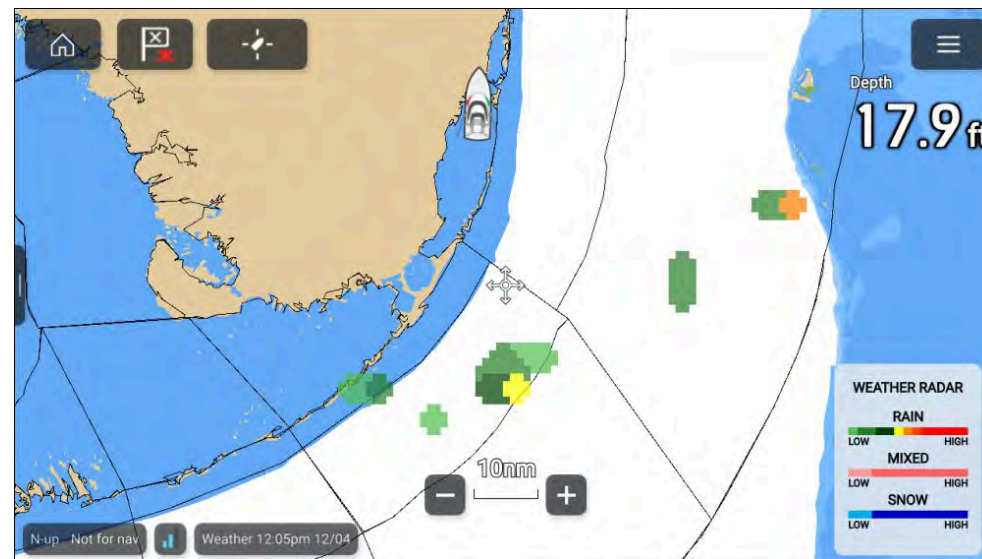 Depth
17.9 ft
WEATHER RADAR
RAIN
LOW HIGH
MIXED
LOW HIGH
SNOW
LOW HIGH
10nm
N-up Not for nav
Weather 12:05pm 12/04